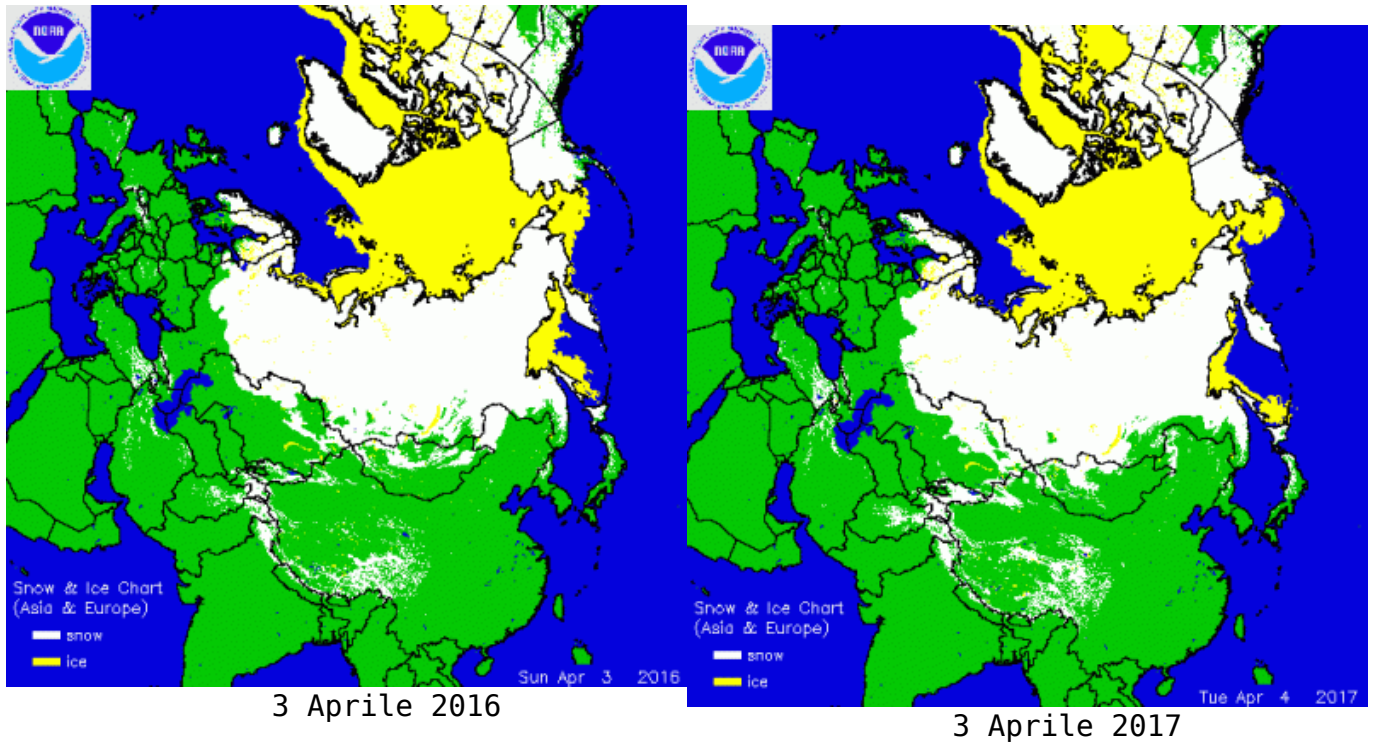 NOAA
Snow & Ice Chart
(Asia & Europe)
snow
ice
Sun Apr 3 2016
3 Aprile 2016
NOAA
Snow & Ice Chart
(Asia & Europe)
snow
ice
Tue Apr 4 2017
3 Aprile 2017